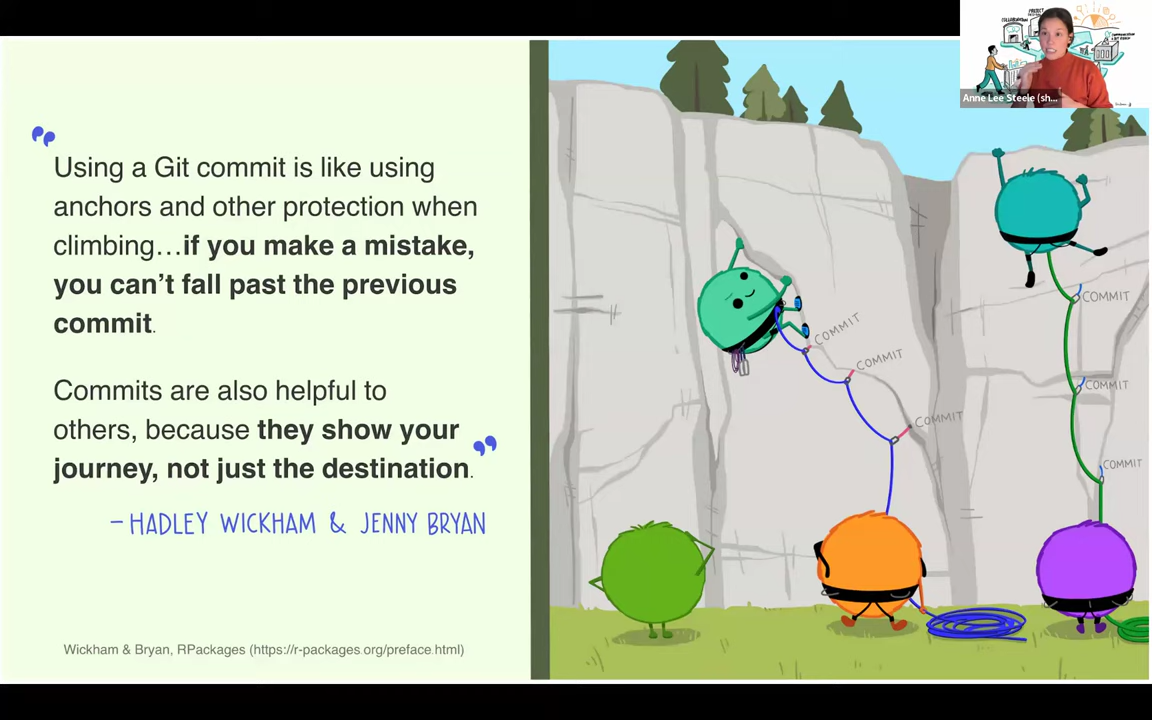 Using a Git commit is like using
anchors and other protection when
climbing…if you make a mistake,
you can’t fall past the previous
commit.
Commits are also helpful to
others, because they show your
journey, not just the destination.
– HADLEY WICKHAM & JENNY BRYAN
Wickham & Bryan, RPackages (https://r-packages.org/preface.html)
COMMIT
COMMIT
COMMIT
COMMIT
COMMIT
COMMIT
COLLABORATION
PROJECT
Anne Lee Steele (sh...